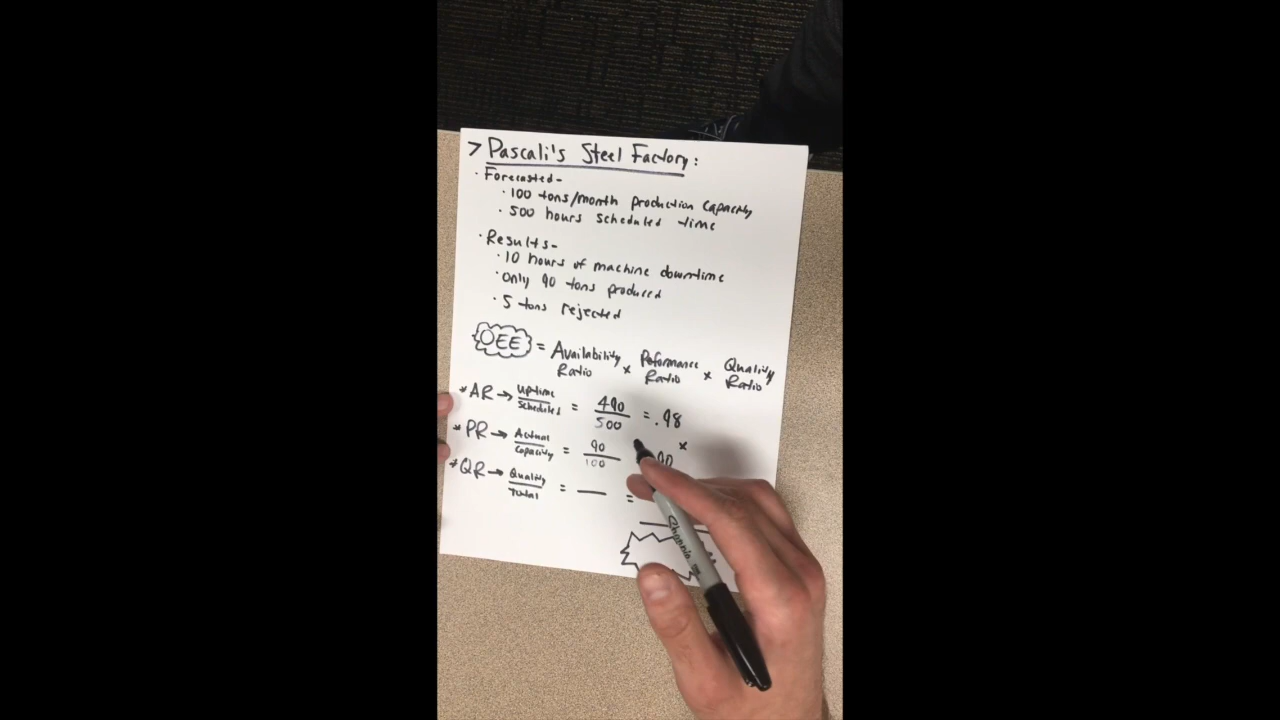 > Pascali's Steel Factory:
· Forecasted-
· 100 tons/month production capacity
· 500 hours scheduled time
· Results-
· 10 hours of machine downtime
· Only 90 tons produced
· 5 tons rejected
OEE = Availability Ratio x Peformance Ratio x Quality Ratio
* AR → Uptime/Scheduled = 490/500 = .98
x
* PR → Actual/Capacity = 90/100 .90
* QR → Quality/Total = — =
Sharpie